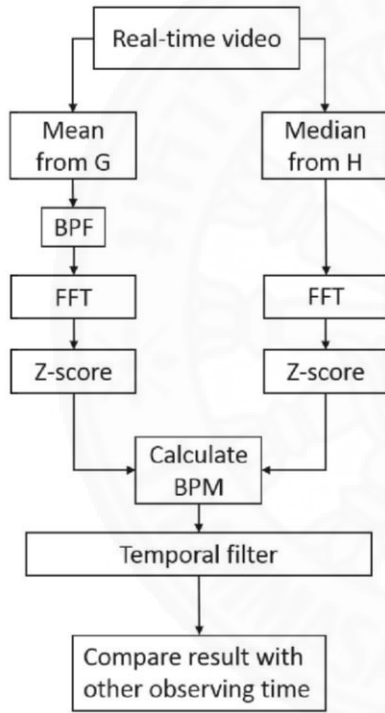 Real-time video
Mean
from G
Median
from H
BPF
FFT
FFT
Z-score
Z-score
Calculate
BPM
Temporal filter
Compare result with
other observing time